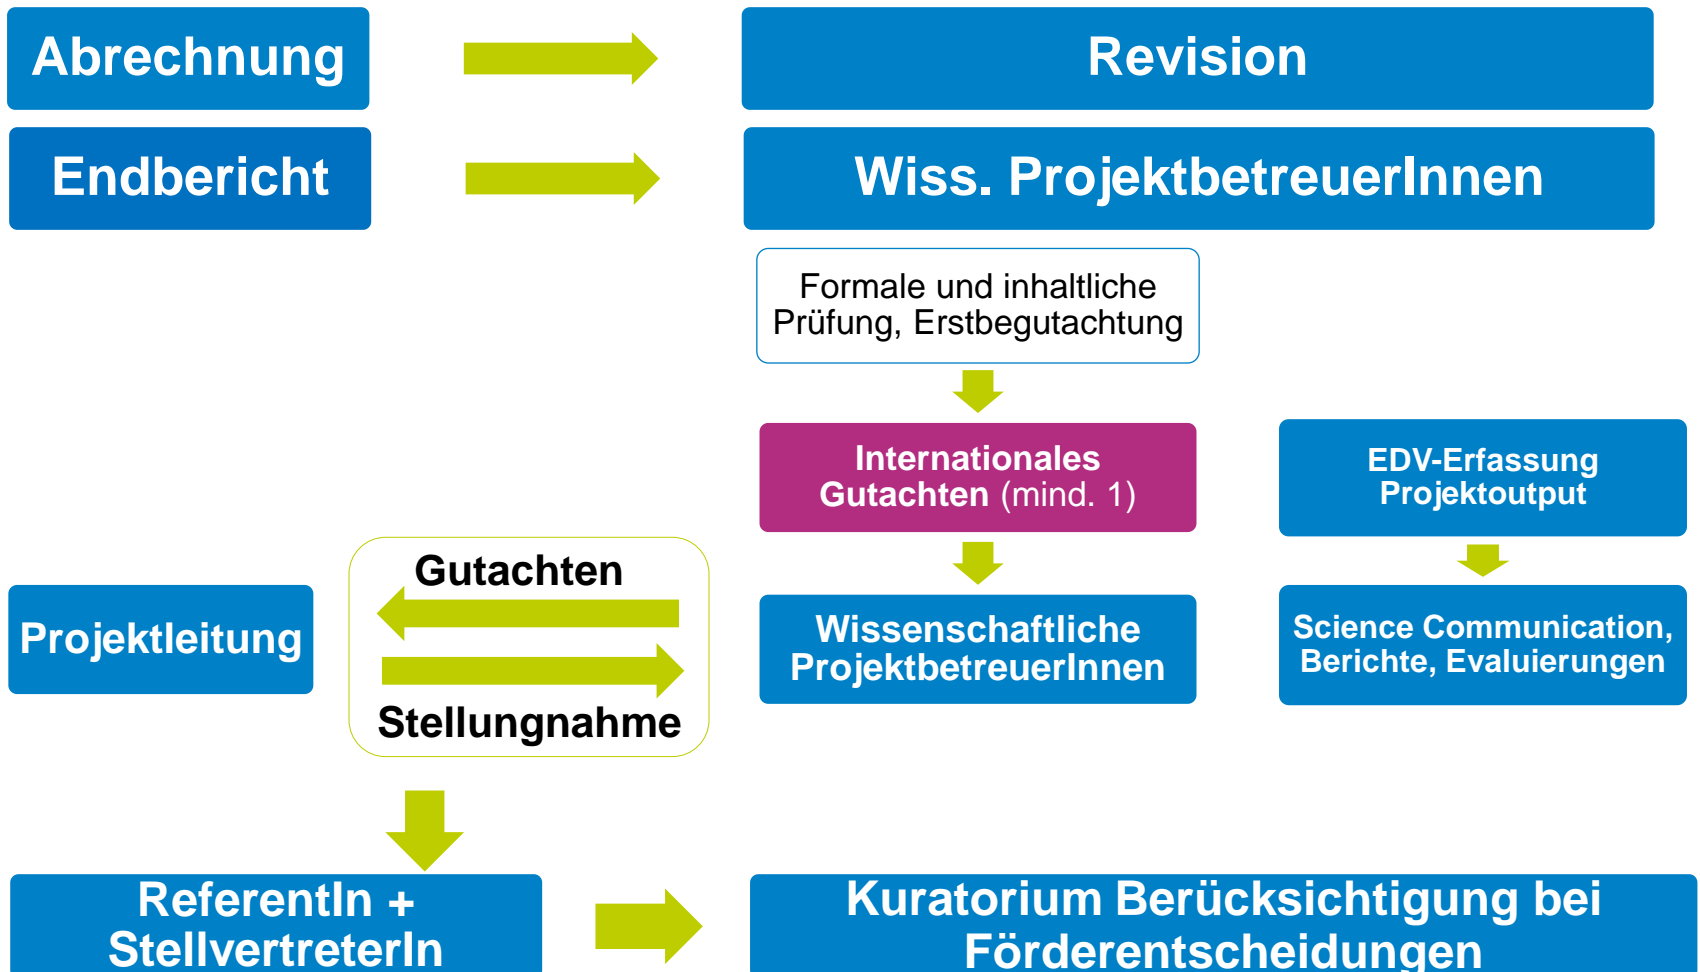 Abrechnung
Revision
Endbericht
Wiss. ProjektbetreuerInnen
Formale und inhaltliche
Prüfung, Erstbegutachtung
Internationales
Gutachten (mind. 1)
EDV-Erfassung
Projektoutput
Gutachten
Projektleitung
Stellungnahme
Wissenschaftliche
ProjektbetreuerInnen
Science Communication,
Berichte, Evaluierungen
ReferentIn +
StellvertreterIn
Kuratorium Berücksichtigung bei
Förderentscheidungen